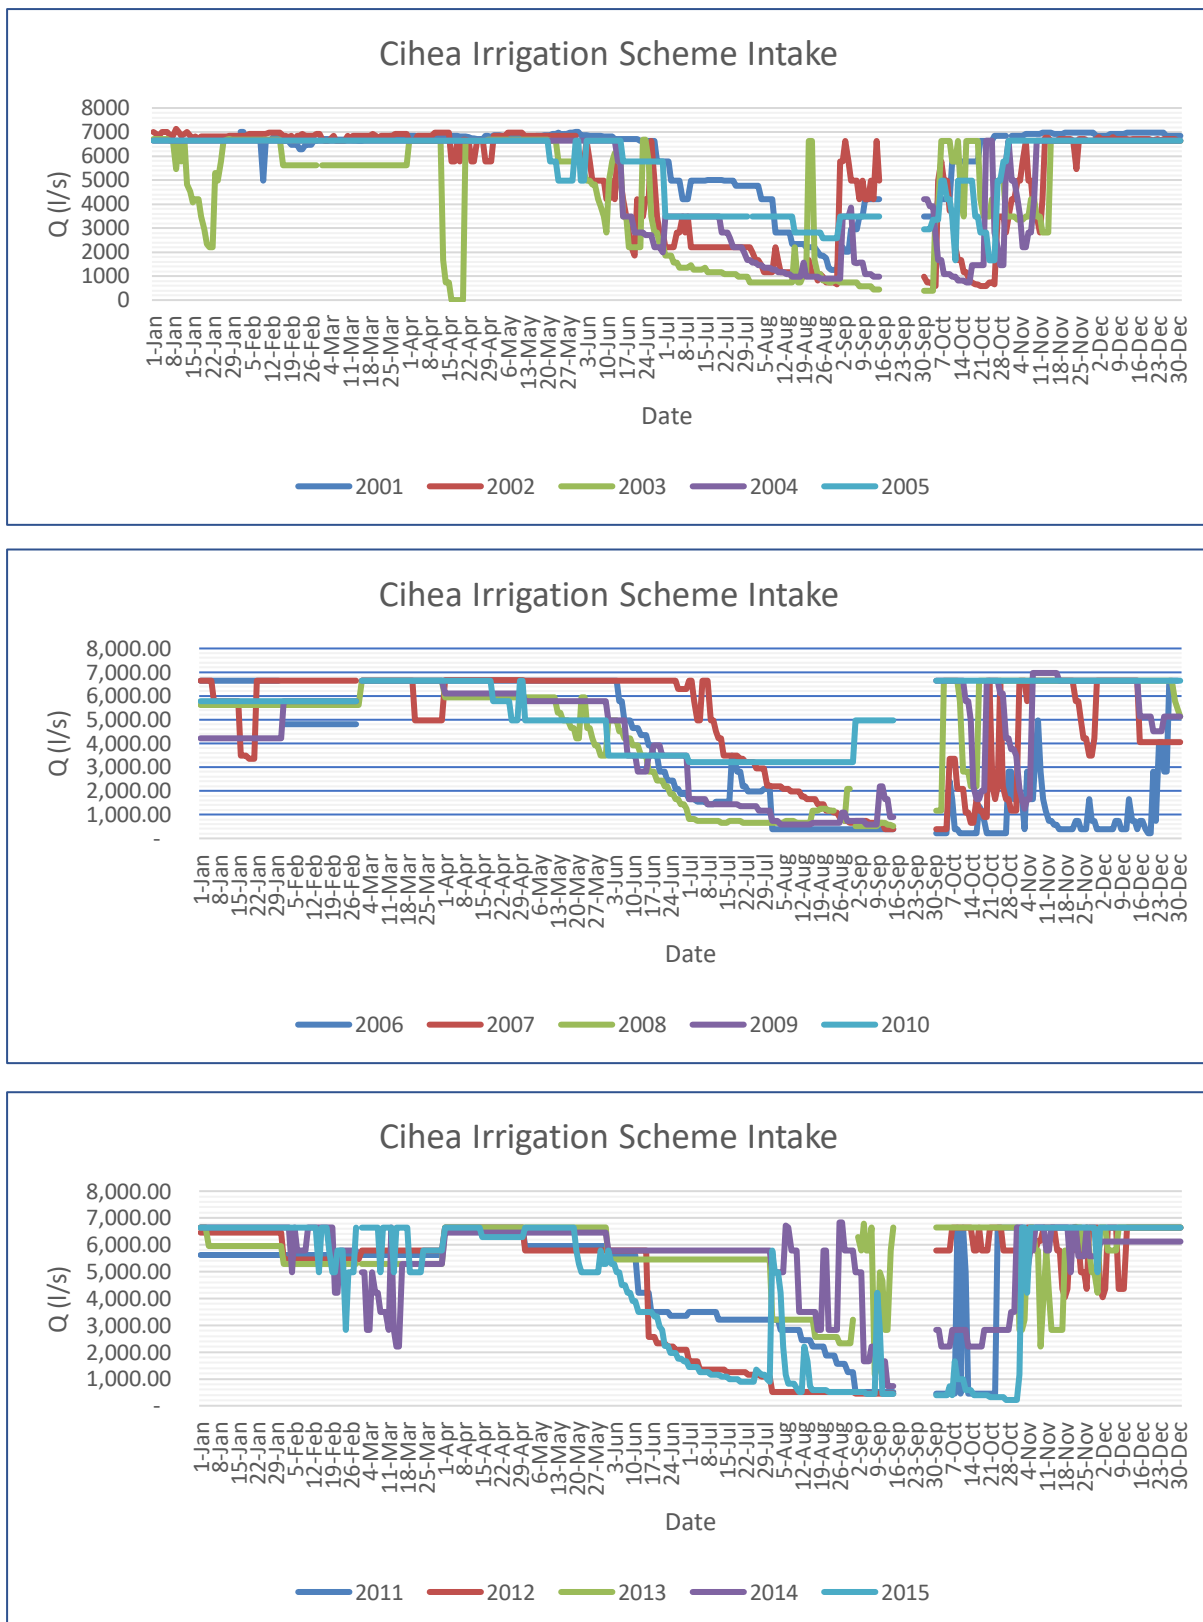 Cihea Irrigation Scheme Intake
8000
7000
6000
5000
4000
3000
2000
1000
0
Q (l/s)
1-Jan 8-Jan 15-Jan 22-Jan 29-Jan 5-Feb 12-Feb 19-Feb 26-Feb 4-Mar 11-Mar 18-Mar 25-Mar 1-Apr 8-Apr 15-Apr 22-Apr 29-Apr 6-May 13-May 20-May 27-May 3-Jun 10-Jun 17-Jun 24-Jun 1-Jul 8-Jul 15-Jul 22-Jul 29-Jul 5-Aug 12-Aug 19-Aug 26-Aug 2-Sep 9-Sep 16-Sep 23-Sep 30-Sep 7-Oct 14-Oct 21-Oct 28-Oct 4-Nov 11-Nov 18-Nov 25-Nov 2-Dec 9-Dec 16-Dec 23-Dec 30-Dec
Date
2001 2002 2003 2004 2005
Cihea Irrigation Scheme Intake
8,000.00
7,000.00
6,000.00
5,000.00
4,000.00
3,000.00
2,000.00
1,000.00
-
Q (l/s)
1-Jan 8-Jan 15-Jan 22-Jan 29-Jan 5-Feb 12-Feb 19-Feb 26-Feb 4-Mar 11-Mar 18-Mar 25-Mar 1-Apr 8-Apr 15-Apr 22-Apr 29-Apr 6-May 13-May 20-May 27-May 3-Jun 10-Jun 17-Jun 24-Jun 1-Jul 8-Jul 15-Jul 22-Jul 29-Jul 5-Aug 12-Aug 19-Aug 26-Aug 2-Sep 9-Sep 16-Sep 23-Sep 30-Sep 7-Oct 14-Oct 21-Oct 28-Oct 4-Nov 11-Nov 18-Nov 25-Nov 2-Dec 9-Dec 16-Dec 23-Dec 30-Dec
Date
2006 2007 2008 2009 2010
Cihea Irrigation Scheme Intake
8,000.00
7,000.00
6,000.00
5,000.00
4,000.00
3,000.00
2,000.00
1,000.00
-
Q (l/s)
1-Jan 8-Jan 15-Jan 22-Jan 29-Jan 5-Feb 12-Feb 19-Feb 26-Feb 4-Mar 11-Mar 18-Mar 25-Mar 1-Apr 8-Apr 15-Apr 22-Apr 29-Apr 6-May 13-May 20-May 27-May 3-Jun 10-Jun 17-Jun 24-Jun 1-Jul 8-Jul 15-Jul 22-Jul 29-Jul 5-Aug 12-Aug 19-Aug 26-Aug 2-Sep 9-Sep 16-Sep 23-Sep 30-Sep 7-Oct 14-Oct 21-Oct 28-Oct 4-Nov 11-Nov 18-Nov 25-Nov 2-Dec 9-Dec 16-Dec 23-Dec 30-Dec
Date
2011 2012 2013 2014 2015